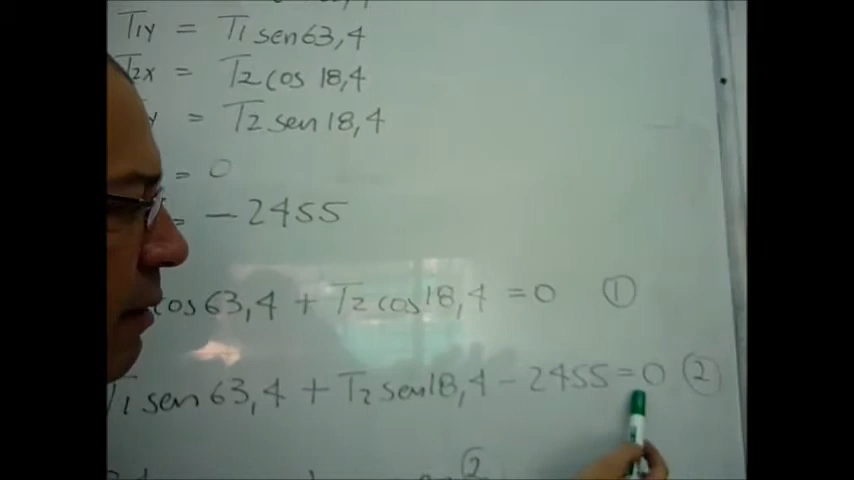 T1y = T1 sen 63,4
T2x = T2 cos 18,4
y = T2 sen 18,4
= 0
= - 2455
cos 63,4 + T2 cos 18,4 = 0 ①
T1 sen 63,4 + T2 sen 18,4 - 2455 = 0 ②
②